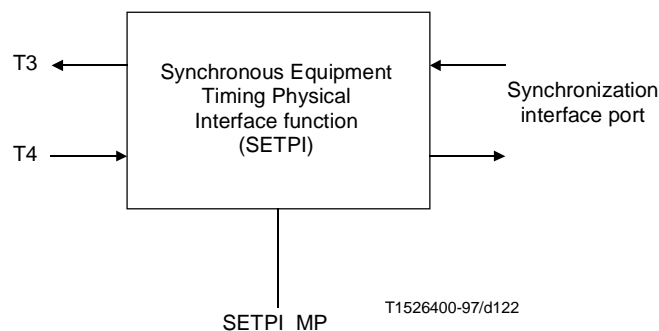 T3
Synchronous Equipment
Timing Physical
Interface function
(SETPI)
Synchronization
interface port
T4
T1526400-97/d122
SETPI_MP